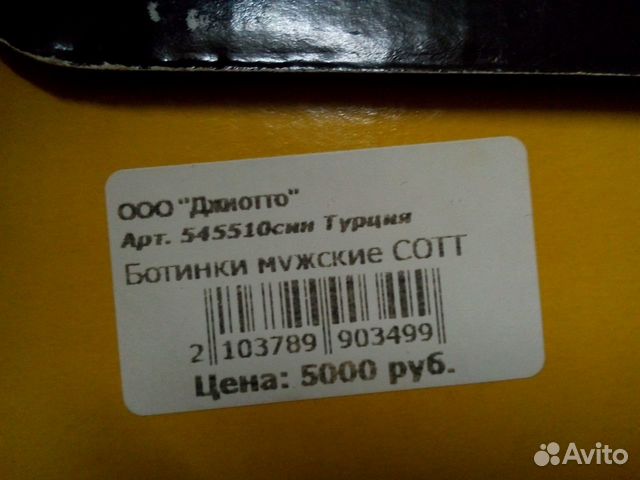 ООО "Джиотто"
Арт. 545510син Турция
Ботинки мужские СОТТ
2 103789 903499
Цена: 5000 руб.
Avito